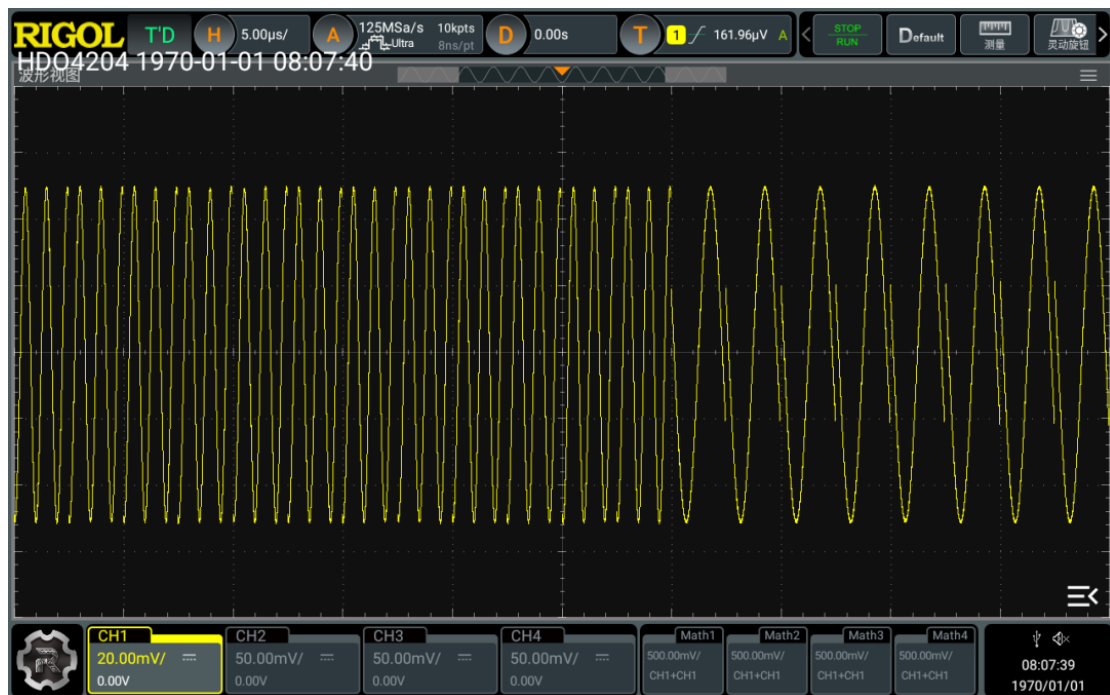 RIGOL T'D H 5.00μs/ A 125MSa/s 10kpts D 0.00s T 1 161.96μV A < STOP Default >
Ultra 8ns/pt RUN 测量 灵动旋钮
HDO4204 1970-01-01 08:07:40
波形视图
CH1 CH2 CH3 CH4 Math1 Math2 Math3 Math4
20.00mV/ 50.00mV/ 50.00mV/ 50.00mV/ 500.00mV/ 500.00mV/ 500.00mV/ 500.00mV/
0.00V 0.00V 0.00V 0.00V CH1+CH1 CH1+CH1 CH1+CH1 CH1+CH1
08:07:39
1970/01/01